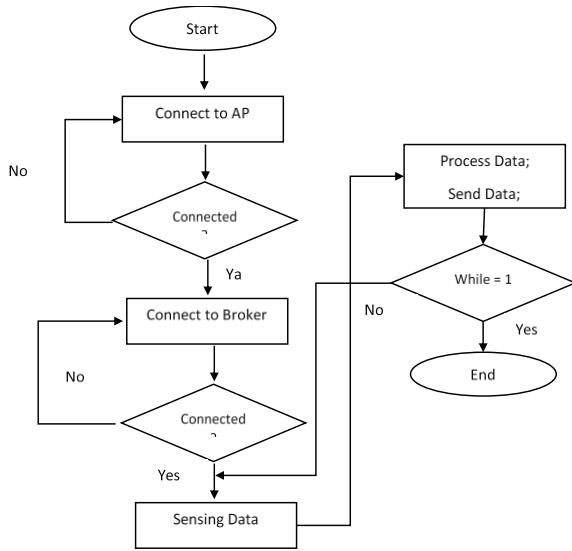 Start
Connect to AP
No
Connected
Ya
Connect to Broker
No
Connected
Yes
Sensing Data
Process Data;
Send Data;
While = 1
No
Yes
End